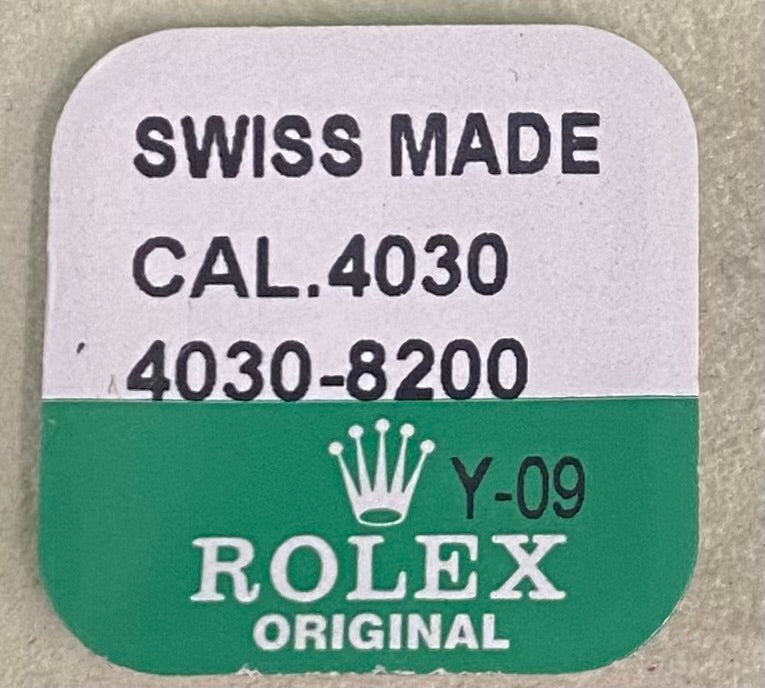 SWISS MADE
CAL.4030
4030-8200
Y-09
ROLEX
ORIGINAL